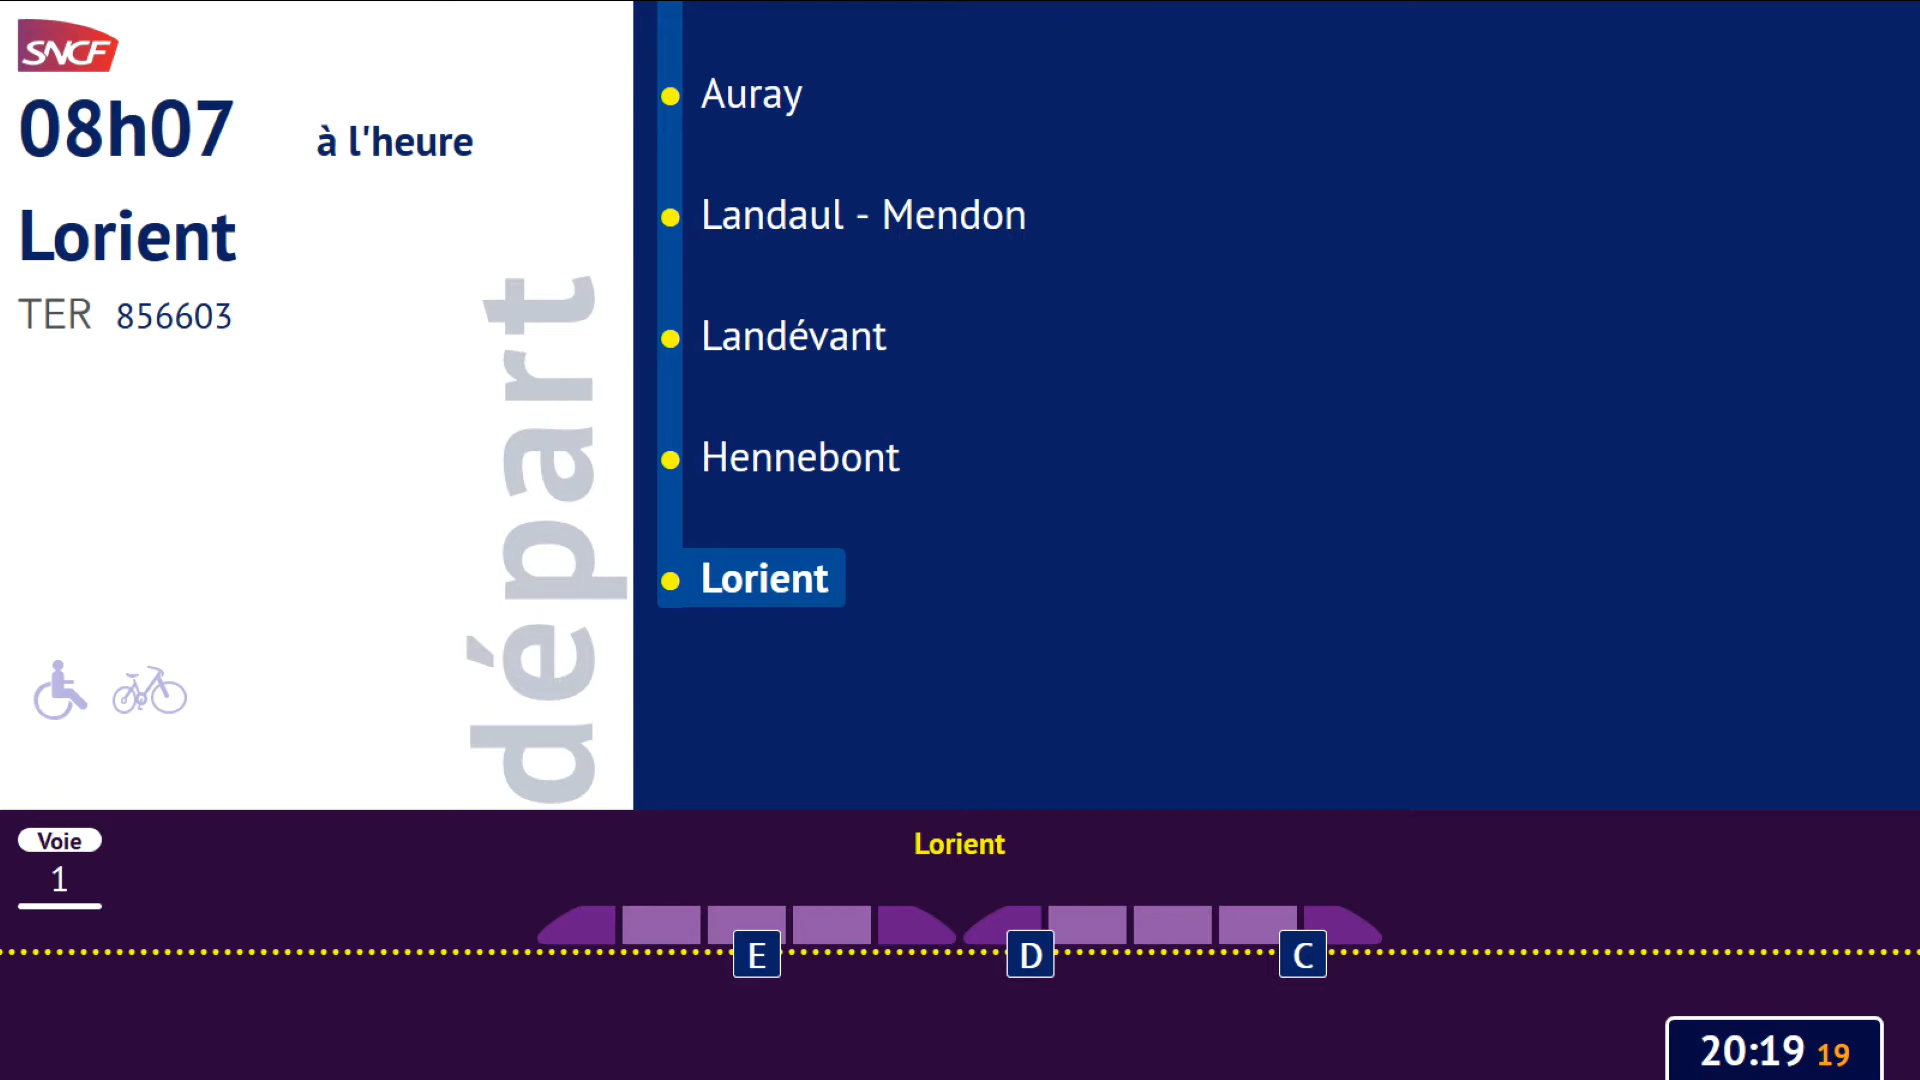 SNCF
08h07 à l'heure
Lorient
TER 856603
départ
Auray
Landaul - Mendon
Landévant
Hennebont
Lorient
Voie
1
Lorient
E D C
20:19 19